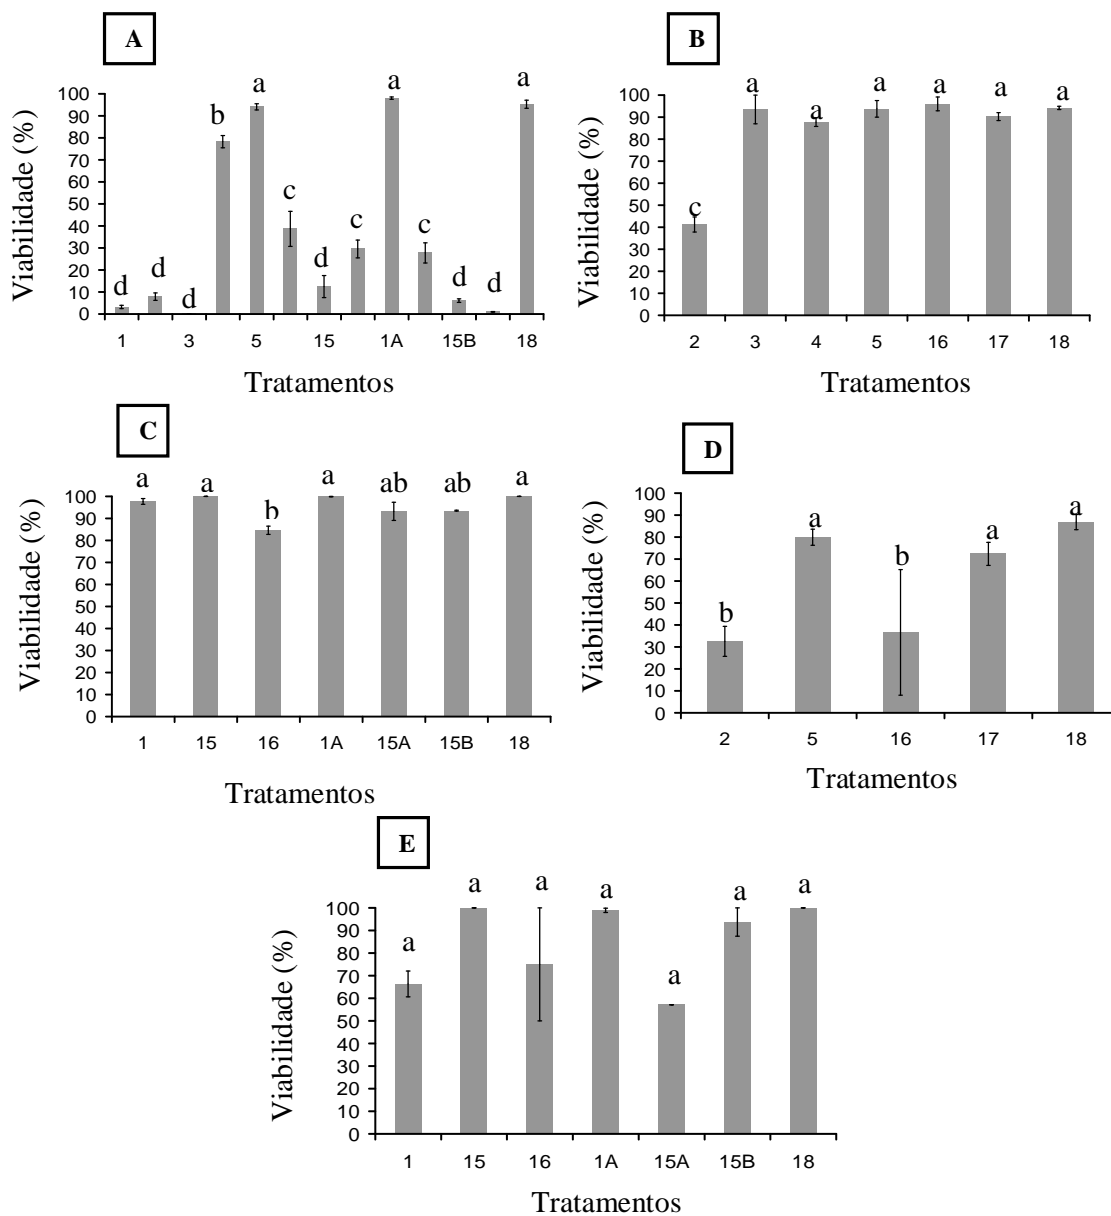 A
Viabilidade (%)
100
90
80
70
60
50
40
30
20
10
0
d
d
d
b
a
c
d
c
a
c
d
d
a
1 3 5 15 1A 15B 18
Tratamentos
B
Viabilidade (%)
100
90
80
70
60
50
40
30
20
10
0
c
a
a
a
a
a
a
2 3 4 5 16 17 18
Tratamentos
C
Viabilidade (%)
100
90
80
70
60
50
40
30
20
10
0
a
a
b
a
ab
ab
a
1 15 16 1A 15A 15B 18
Tratamentos
D
Viabilidade (%)
100
90
80
70
60
50
40
30
20
10
0
b
a
b
a
a
2 5 16 17 18
Tratamentos
E
Viabilidade (%)
100
90
80
70
60
50
40
30
20
10
0
a
a
a
a
a
a
a
1 15 16 1A 15A 15B 18
Tratamentos